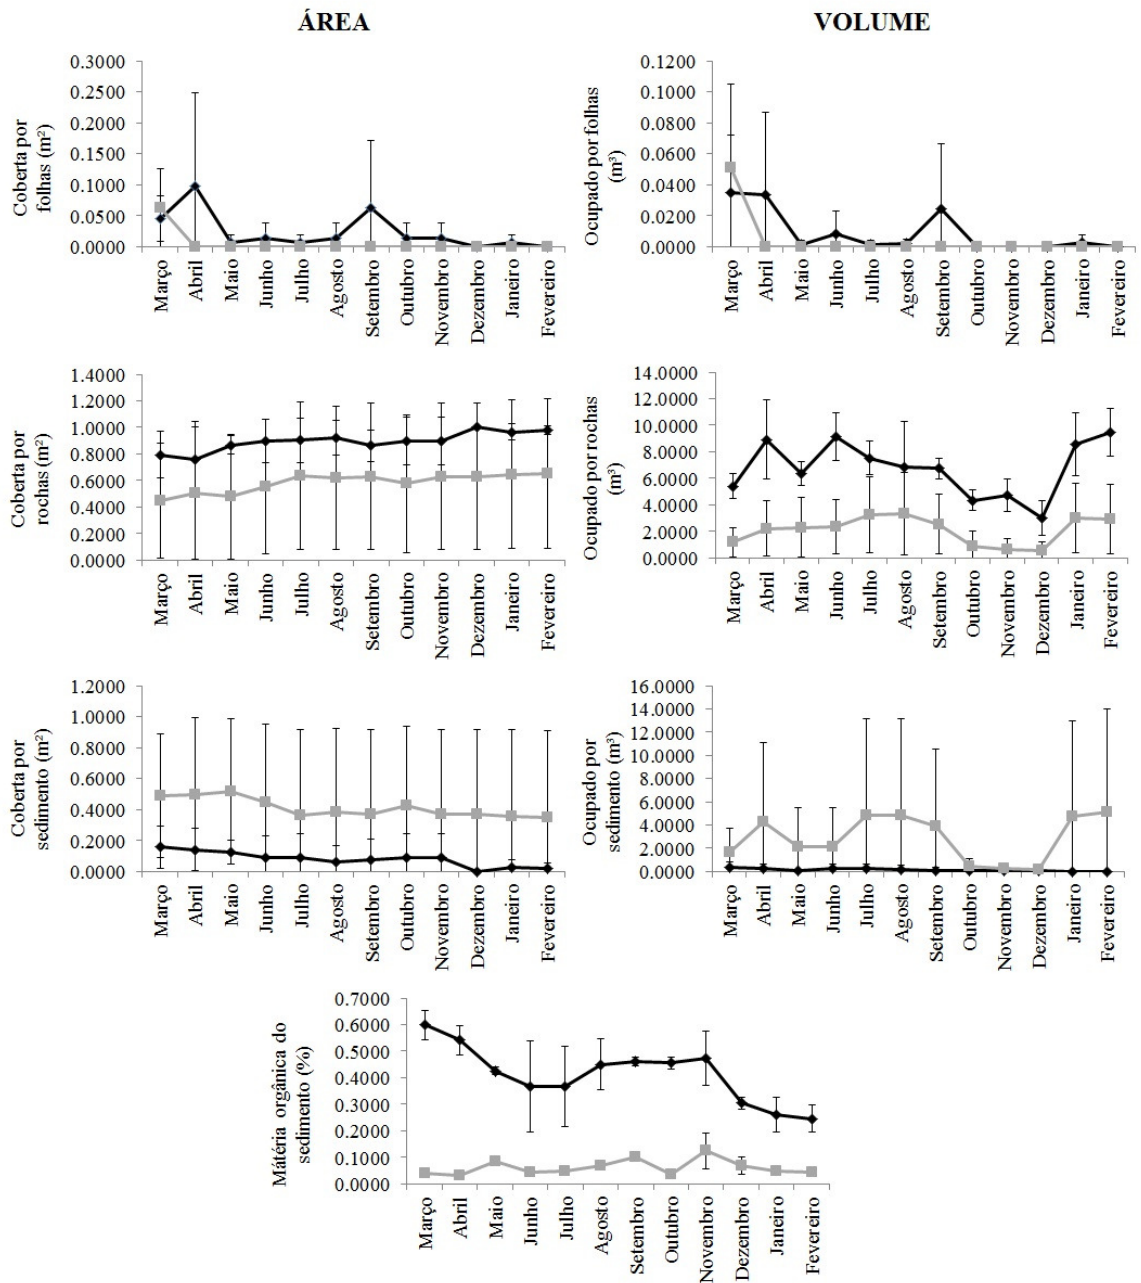 ÁREA
VOLUME
Coberta por
folhas (m²)
0.3000
0.2500
0.2000
0.1500
0.1000
0.0500
0.0000
Março
Abril
Maio
Junho
Julho
Agosto
Setembro
Outubro
Novembro
Dezembro
Janeiro
Fevereiro
Ocupado por folhas
(m³)
0.1200
0.1000
0.0800
0.0600
0.0400
0.0200
0.0000
Março
Abril
Maio
Junho
Julho
Agosto
Setembro
Outubro
Novembro
Dezembro
Janeiro
Fevereiro
Coberta por
rochas (m²)
1.4000
1.2000
1.0000
0.8000
0.6000
0.4000
0.2000
0.0000
Março
Abril
Maio
Junho
Julho
Agosto
Setembro
Outubro
Novembro
Dezembro
Janeiro
Fevereiro
Ocupado por rochas
(m³)
14.0000
12.0000
10.0000
8.0000
6.0000
4.0000
2.0000
0.0000
Março
Abril
Maio
Junho
Julho
Agosto
Setembro
Outubro
Novembro
Dezembro
Janeiro
Fevereiro
Coberta por
sedimento (m²)
1.2000
1.0000
0.8000
0.6000
0.4000
0.2000
0.0000
Março
Abril
Maio
Junho
Julho
Agosto
Setembro
Outubro
Novembro
Dezembro
Janeiro
Fevereiro
Ocupado por
sedimento (m³)
16.0000
14.0000
12.0000
10.0000
8.0000
6.0000
4.0000
2.0000
0.0000
Março
Abril
Maio
Junho
Julho
Agosto
Setembro
Outubro
Novembro
Dezembro
Janeiro
Fevereiro
Mátéria orgânica do
sedimento (%)
0.7000
0.6000
0.5000
0.4000
0.3000
0.2000
0.1000
0.0000
Março
Abril
Maio
Junho
Julho
Agosto
Setembro
Outubro
Novembro
Dezembro
Janeiro
Fevereiro